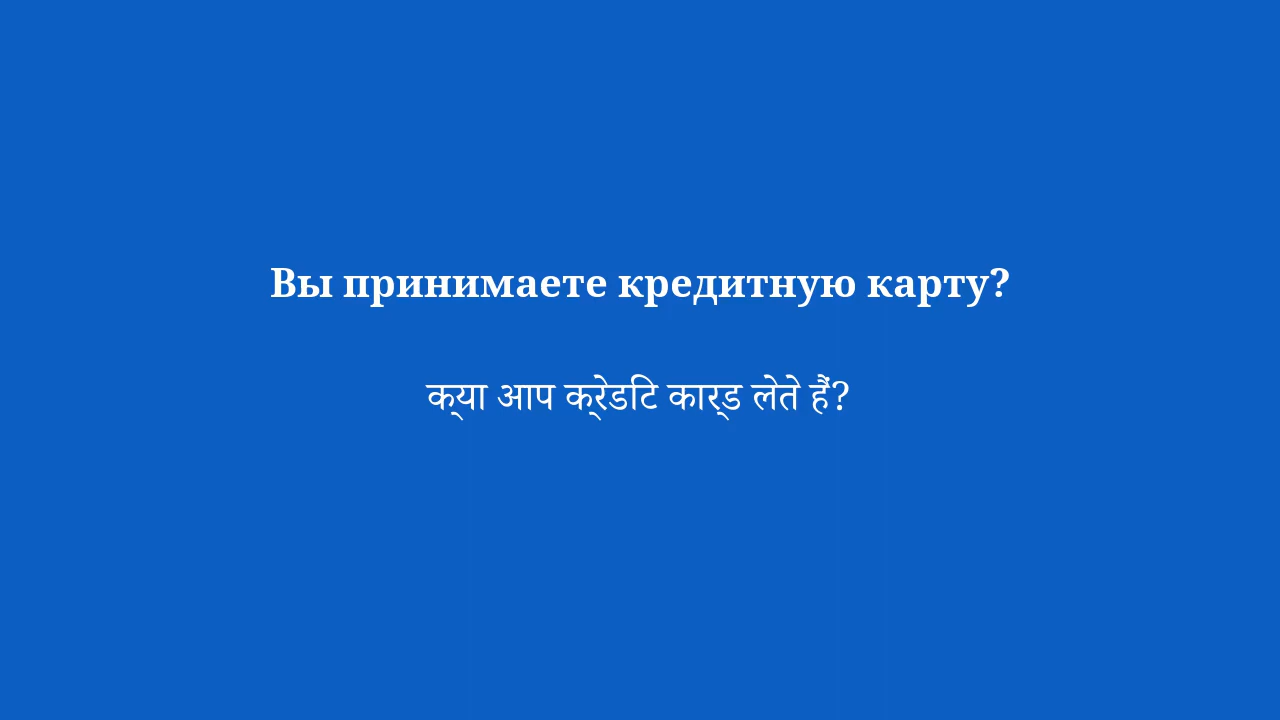 Вы принимаете кредитную карту?
क्या आप क्रेडिट कार्ड लेते हैं?